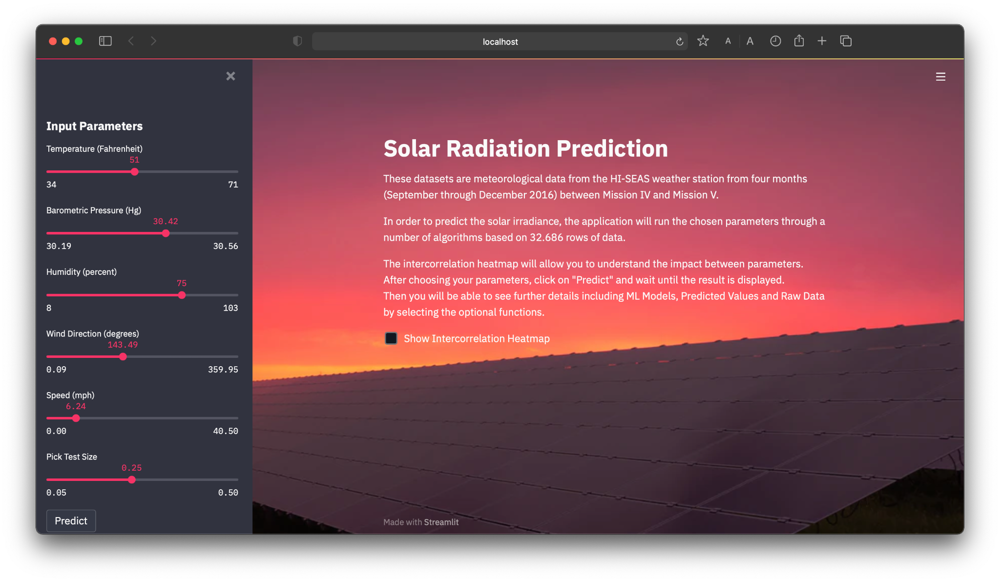 localhost
A A
Input Parameters
Temperature (Fahrenheit)
51
34 71
Barometric Pressure (Hg)
30.42
30.19 30.56
Humidity (percent)
75
8 103
Wind Direction (degrees)
143.49
0.09 359.95
Speed (mph)
6.24
0.00 40.50
Pick Test Size
0.25
0.05 0.50
Predict
Solar Radiation Prediction
These datasets are meteorological data from the HI-SEAS weather station from four months
(September through December 2016) between Mission IV and Mission V.
In order to predict the solar irradiance, the application will run the chosen parameters through a
number of algorithms based on 32.686 rows of data.
The intercorrelation heatmap will allow you to understand the impact between parameters.
After choosing your parameters, click on "Predict" and wait until the result is displayed.
Then you will be able to see further details including ML Models, Predicted Values and Raw Data
by selecting the optional functions.
Show Intercorrelation Heatmap
Made with Streamlit